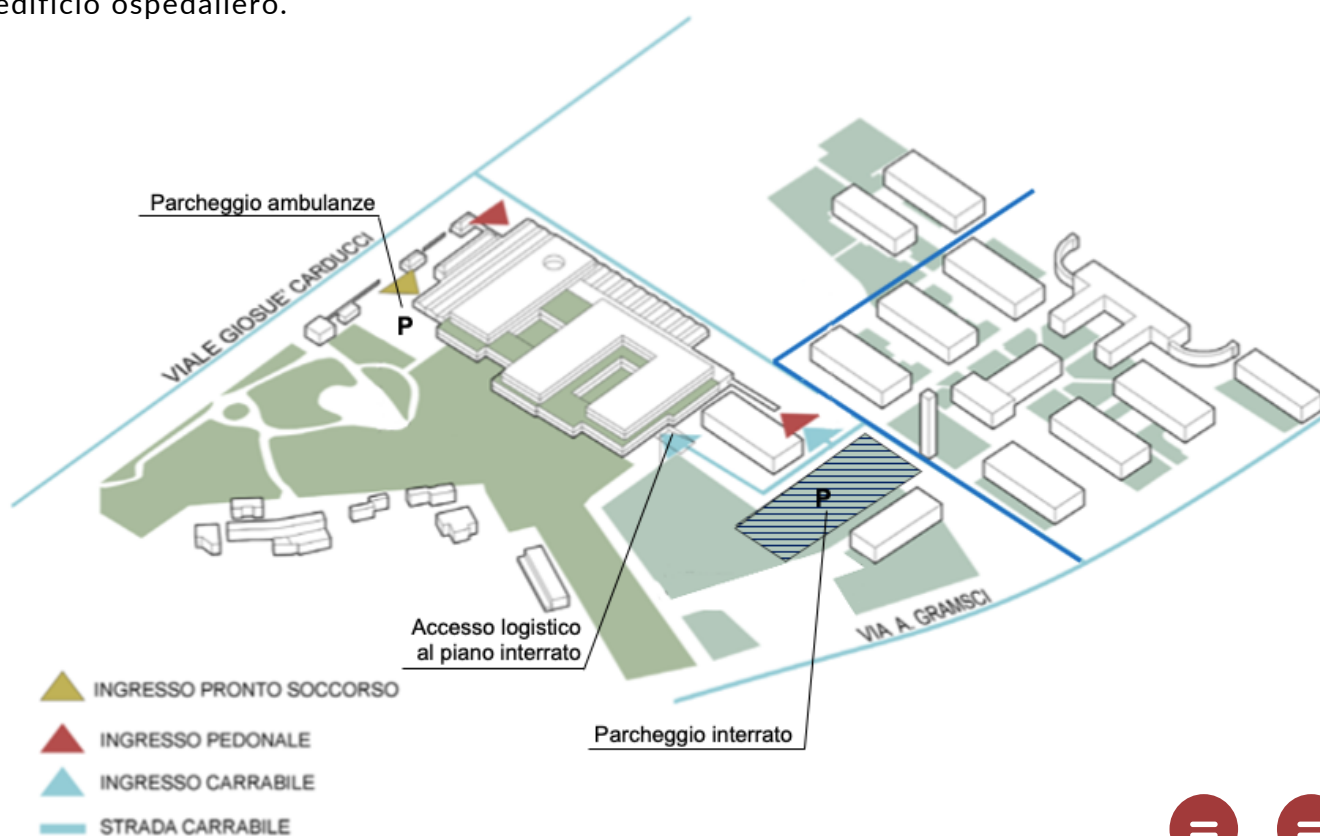 edificio ospedaliero.
Parcheggio ambulanze
VIALE GIOSUE' CARDUCCI
P
P
Accesso logistico
al piano interrato
VIA A. GRAMSCI
Parcheggio interrato
INGRESSO PRONTO SOCCORSO
INGRESSO PEDONALE
INGRESSO CARRABILE
STRADA CARRABILE